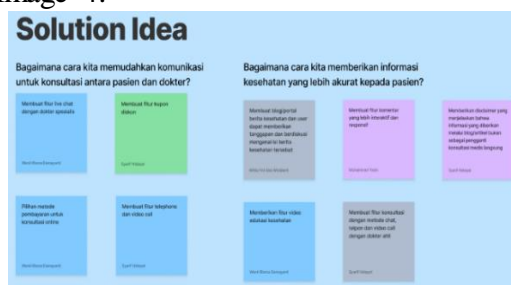 Solution Idea
Bagaimana cara kita memudahkan komunikasi
untuk konsultasi antara pasien dan dokter?
Bagaimana cara kita memberikan informasi
kesehatan yang lebih akurat kepada pasien?
Membuat fitur live chat
dengan dokter spesialis
Membuat fitur kupon
diskon
Membuat blog/portal
berita kesehatan dan user
dapat memberikan
tanggapan dan berdiskusi
mengenai isi berita
kesehatan tersebut
Membuat fitur komentar
yang lebih interaktif dan
responsif
Memberikan disclaimer yang
menjelaskan bahwa
informasi yang diberikan
melalui blog/artikel bukan
sebagai pengganti
konsultasi medis langsung
Pilihan metode
pembayaran untuk
konsultasi online
Membuat fitur telephone
dan video call
Memberikan fitur video
edukasi kesehatan
Membuat fitur konsultasi
dengan metode chat,
telpon dan video call
dengan dokter ahli